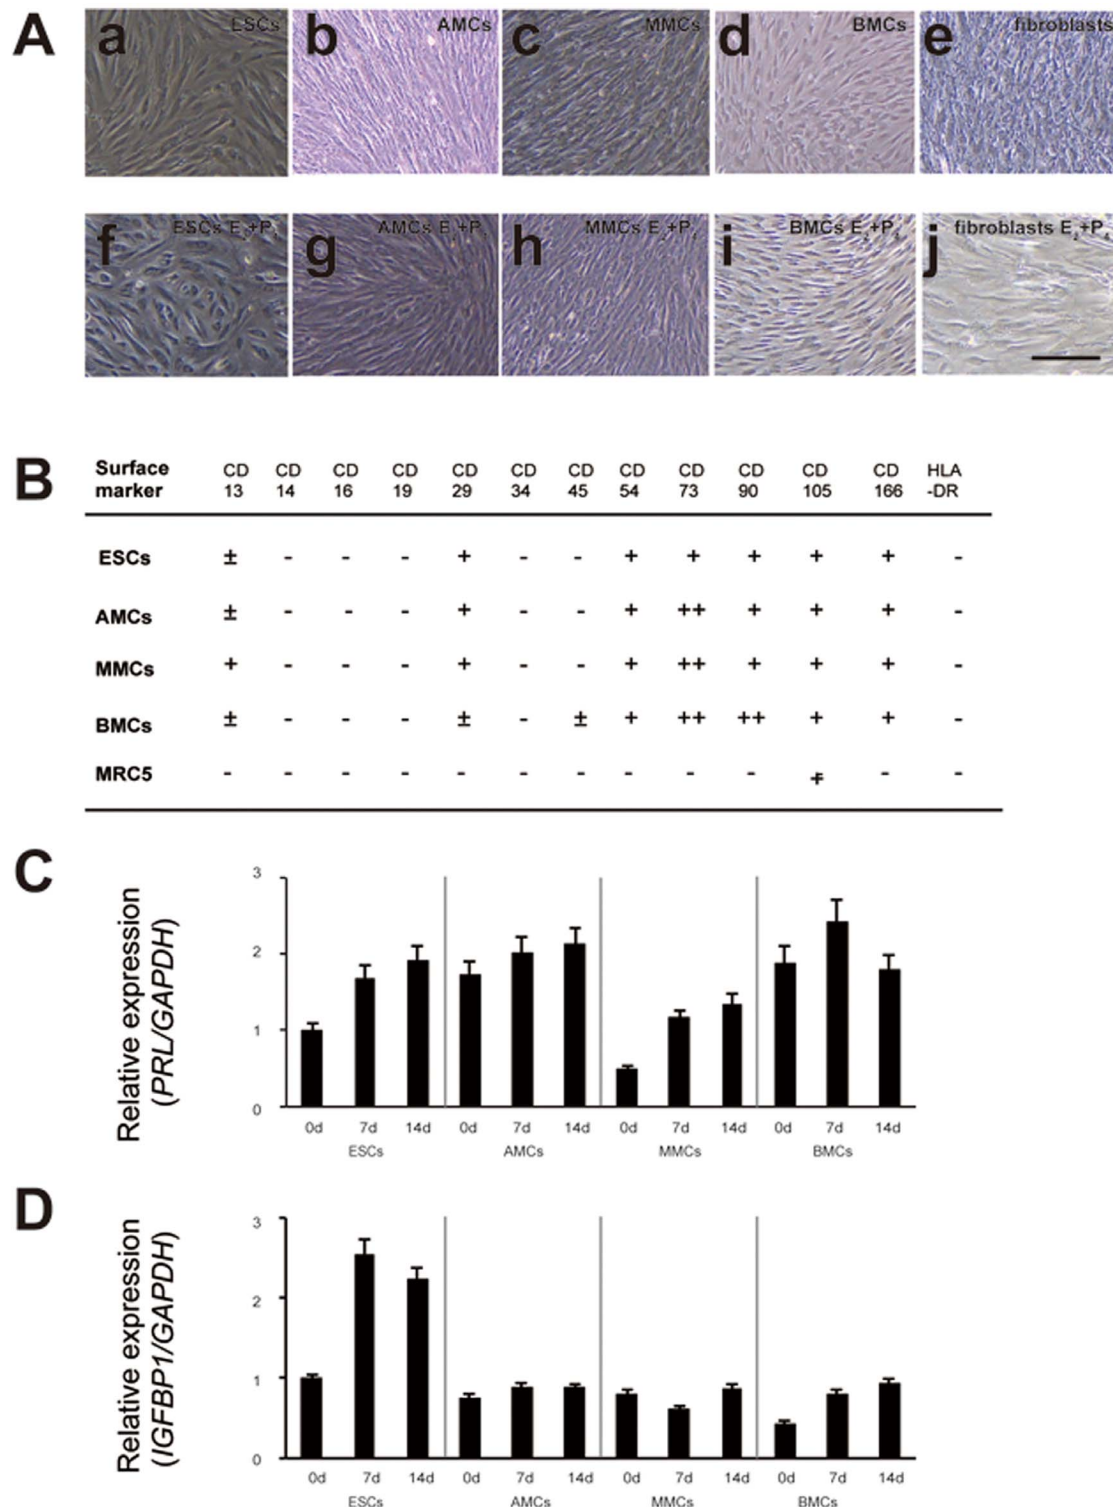 A
a ESCs
b AMCs
c MMCs
d BMCs
e fibroblasts
f ESCs E₂+P₄
g AMCs E₂+P₄
h MMCs E₂+P₄
i BMCs E₂+P₄
j fibroblasts E₂+P₄
B
Surface marker CD 13 CD 14 CD 16 CD 19 CD 29 CD 34 CD 45 CD 54 CD 73 CD 90 CD 105 CD 166 HLA -DR
ESCs ± - - - + - - + + + + + -
AMCs ± - - - + - - + ++ + + + -
MMCs + - - - + - - + ++ + + + -
BMCs ± - - - ± - ± + ++ ++ + + -
MRC5 - - - - - - - - - - ∓ - -
C
Relative expression
(PRL/GAPDH)
3
2
1
0
0d 7d 14d 0d 7d 14d 0d 7d 14d 0d 7d 14d
ESCs AMCs MMCs BMCs
D
Relative expression
(IGFBP1/GAPDH)
3
2
1
0
0d 7d 14d 0d 7d 14d 0d 7d 14d 0d 7d 14d
ESCs AMCs MMCs BMCs